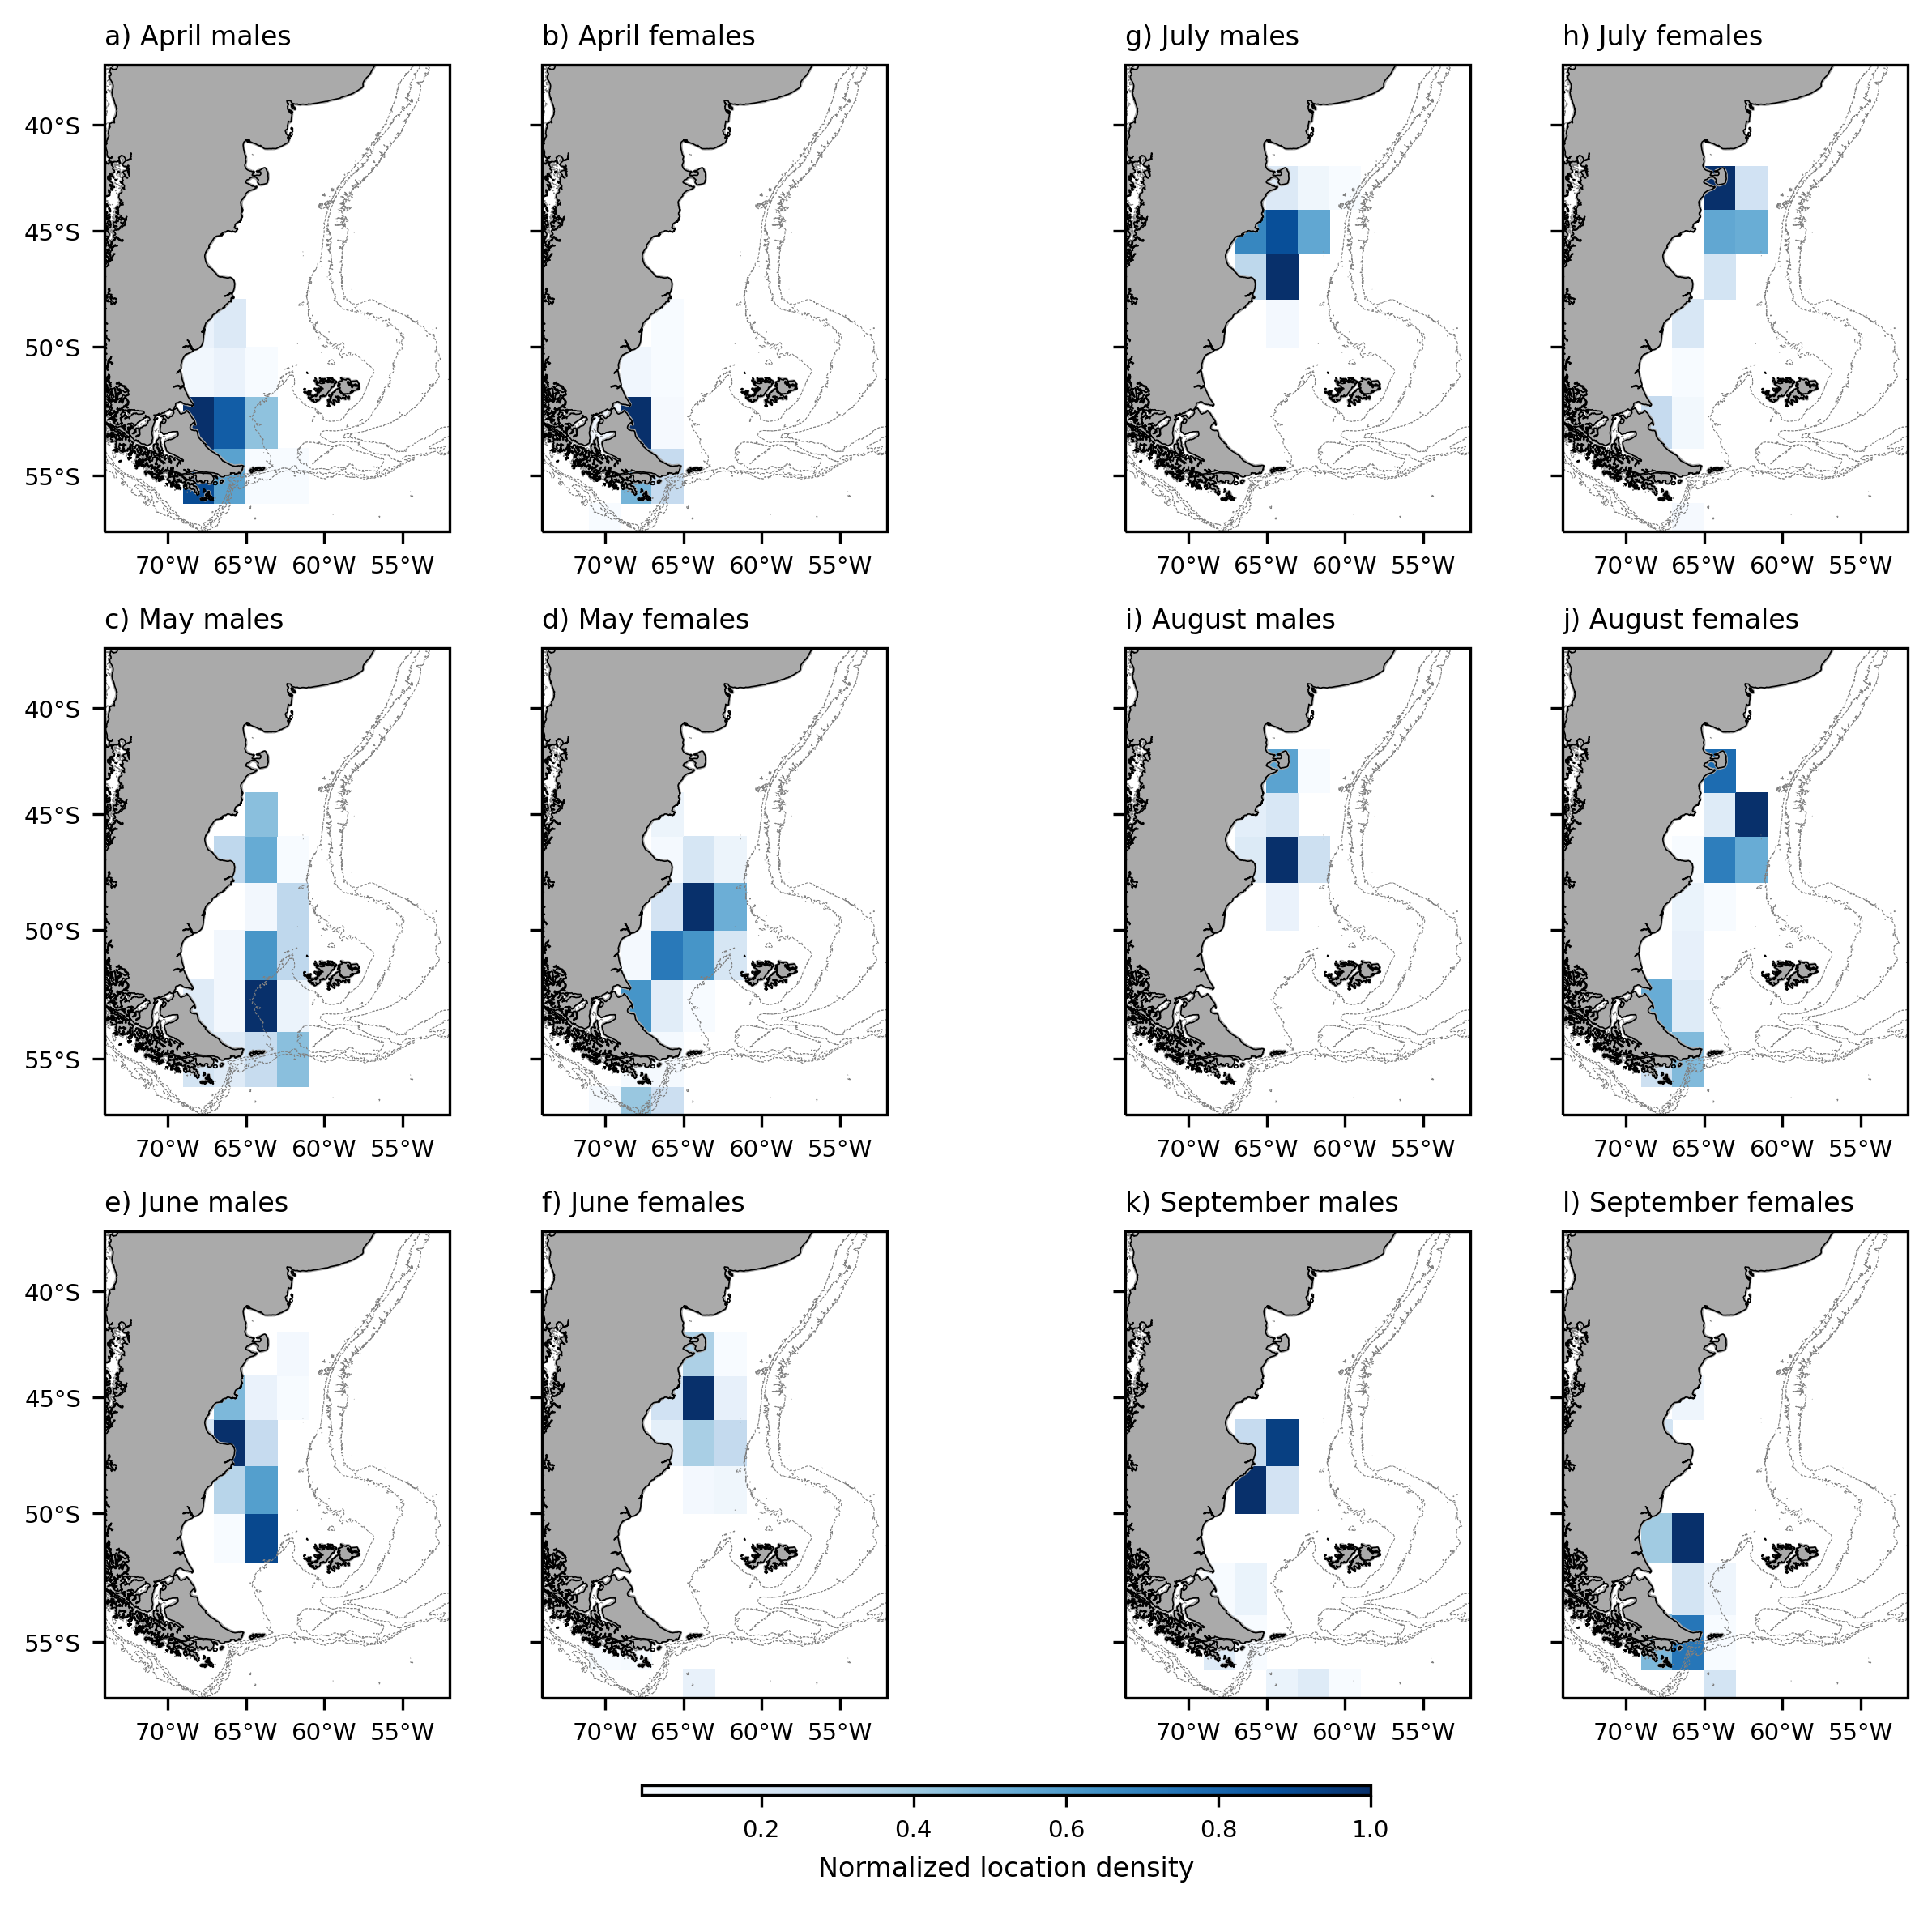 a) April males
b) April females
g) July males
h) July females
40°S
45°S
50°S
55°S
70°W 65°W 60°W 55°W
70°W 65°W 60°W 55°W
70°W 65°W 60°W 55°W
70°W 65°W 60°W 55°W
c) May males
d) May females
i) August males
j) August females
40°S
45°S
50°S
55°S
70°W 65°W 60°W 55°W
70°W 65°W 60°W 55°W
70°W 65°W 60°W 55°W
70°W 65°W 60°W 55°W
e) June males
f) June females
k) September males
l) September females
40°S
45°S
50°S
55°S
70°W 65°W 60°W 55°W
70°W 65°W 60°W 55°W
70°W 65°W 60°W 55°W
70°W 65°W 60°W 55°W
0.2 0.4 0.6 0.8 1.0
Normalized location density